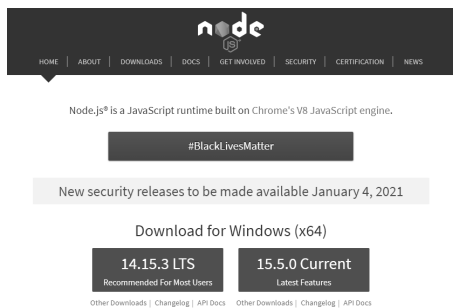 node
JS
HOME | ABOUT | DOWNLOADS | DOCS | GET INVOLVED | SECURITY | CERTIFICATION | NEWS
Node.js® is a JavaScript runtime built on Chrome's V8 JavaScript engine.
#BlackLivesMatter
New security releases to be made available January 4, 2021
Download for Windows (x64)
14.15.3 LTS
Recommended For Most Users
15.5.0 Current
Latest Features
Other Downloads | Changelog | API Docs
Other Downloads | Changelog | API Docs